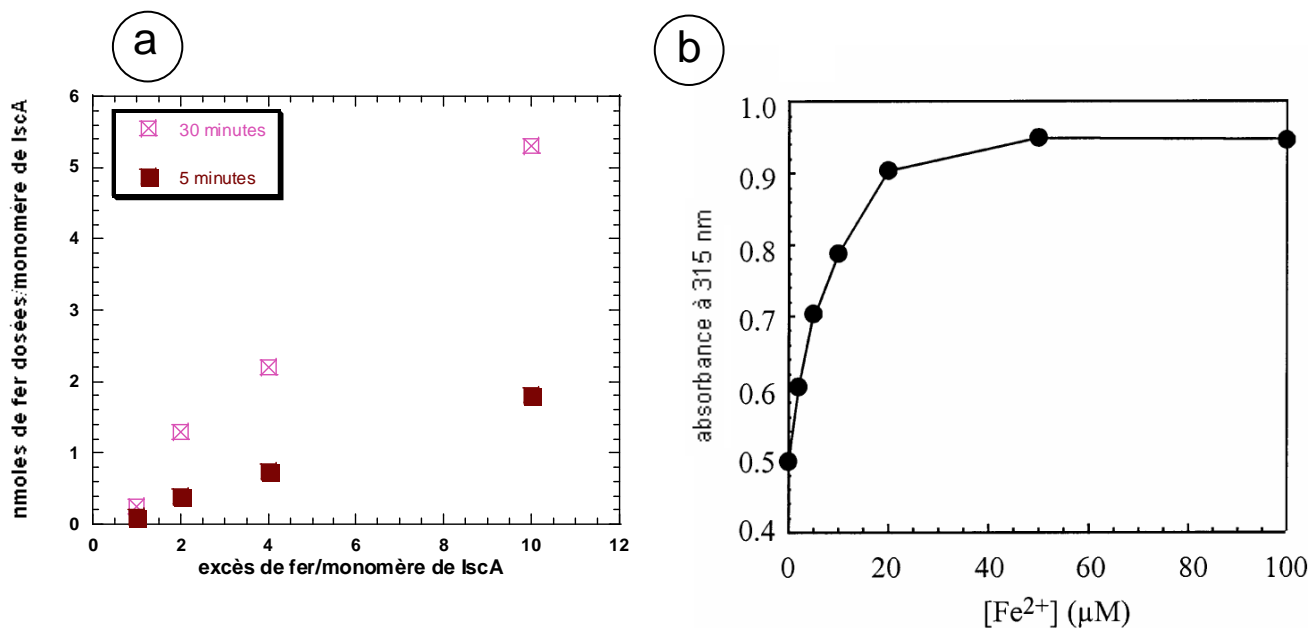 a
nmoles de fer dosées/monomère de IscA
6
5
4
3
2
1
0
30 minutes
5 minutes
0 2 4 6 8 10 12
excès de fer/monomère de IscA
b
absorbance à 315 nm
1.0
0.9
0.8
0.7
0.6
0.5
0.4
0 20 40 60 80 100
[Fe²⁺] (µM)